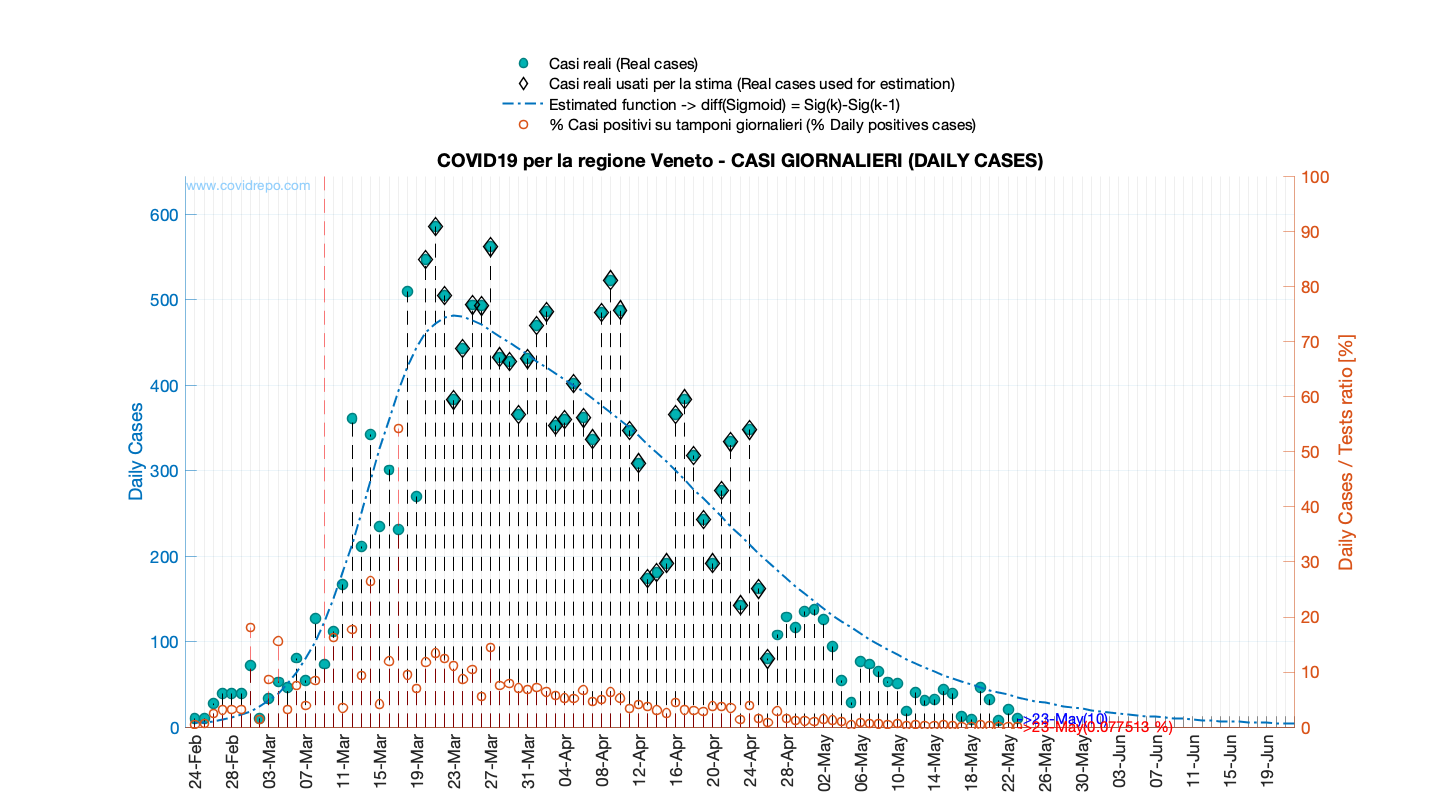 Casi reali (Real cases)
Casi reali usati per la stima (Real cases used for estimation)
Estimated function -> diff(Sigmoid) = Sig(k)-Sig(k-1)
% Casi positivi su tamponi giornalieri (% Daily positives cases)
COVID19 per la regione Veneto - CASI GIORNALIERI (DAILY CASES)
www.covidrepo.com
Daily Cases
600
500
400
300
200
100
0
100
90
80
70
60
50
40
30
20
10
0
Daily Cases / Tests ratio [%]
>23-May(10)
>23-May(0.077513 %)
24-Feb
28-Feb
03-Mar
07-Mar
11-Mar
15-Mar
19-Mar
23-Mar
27-Mar
31-Mar
04-Apr
08-Apr
12-Apr
16-Apr
20-Apr
24-Apr
28-Apr
02-May
06-May
10-May
14-May
18-May
22-May
26-May
30-May
03-Jun
07-Jun
11-Jun
15-Jun
19-Jun